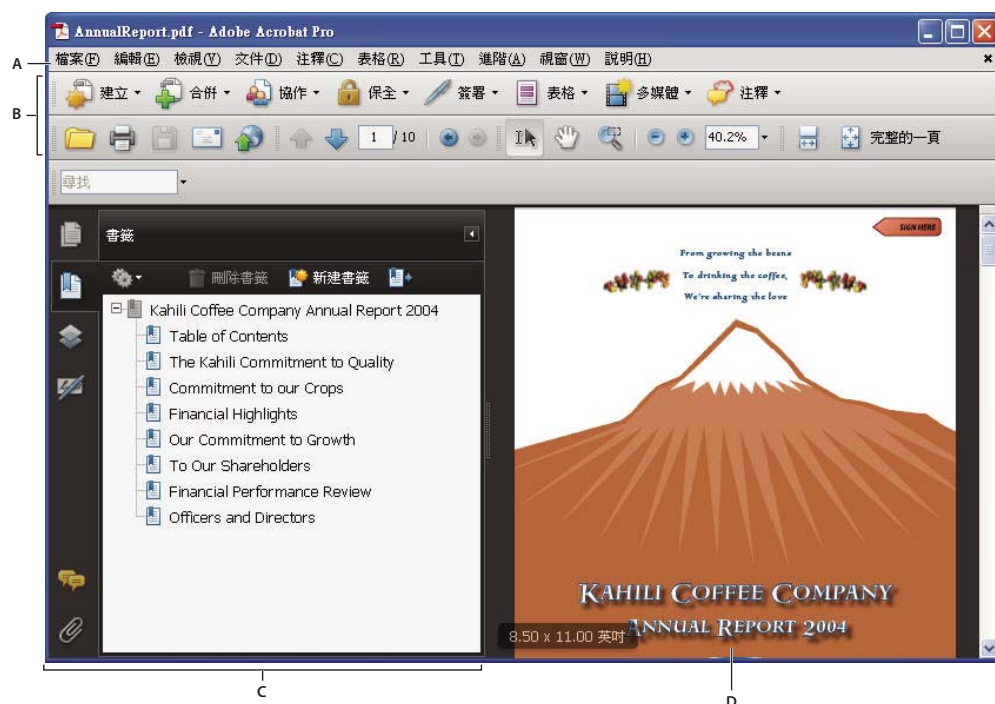 AnnualReport.pdf - Adobe Acrobat Pro
檔案(F) 編輯(E) 檢視(V) 文件(D) 注釋(C) 表格(R) 工具(T) 進階(A) 視窗(W) 說明(H)
A
建立 合併 協作 保全 簽署 表格 多媒體 注釋
B
1 / 10 40.2% 完整的一頁
尋找
書籤
刪除書籤 新建書籤
Kahili Coffee Company Annual Report 2004
Table of Contents
The Kahili Commitment to Quality
Commitment to our Crops
Financial Highlights
Our Commitment to Growth
To Our Shareholders
Financial Performance Review
Officers and Directors
SIGN HERE
From growing the beans
To drinking the coffee,
We're sharing the love
KAHILI COFFEE COMPANY
ANNUAL REPORT 2004
8.50 x 11.00 英吋
C
D